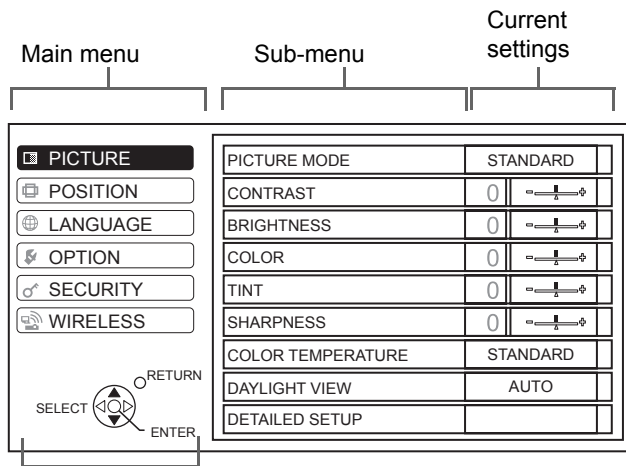 Main menu
Sub-menu
Current
settings
PICTURE
POSITION
LANGUAGE
OPTION
SECURITY
WIRELESS
RETURN
SELECT
ENTER
PICTURE MODE STANDARD
CONTRAST 0 - +
BRIGHTNESS 0 - +
COLOR 0 - +
TINT 0 - +
SHARPNESS 0 - +
COLOR TEMPERATURE STANDARD
DAYLIGHT VIEW AUTO
DETAILED SETUP